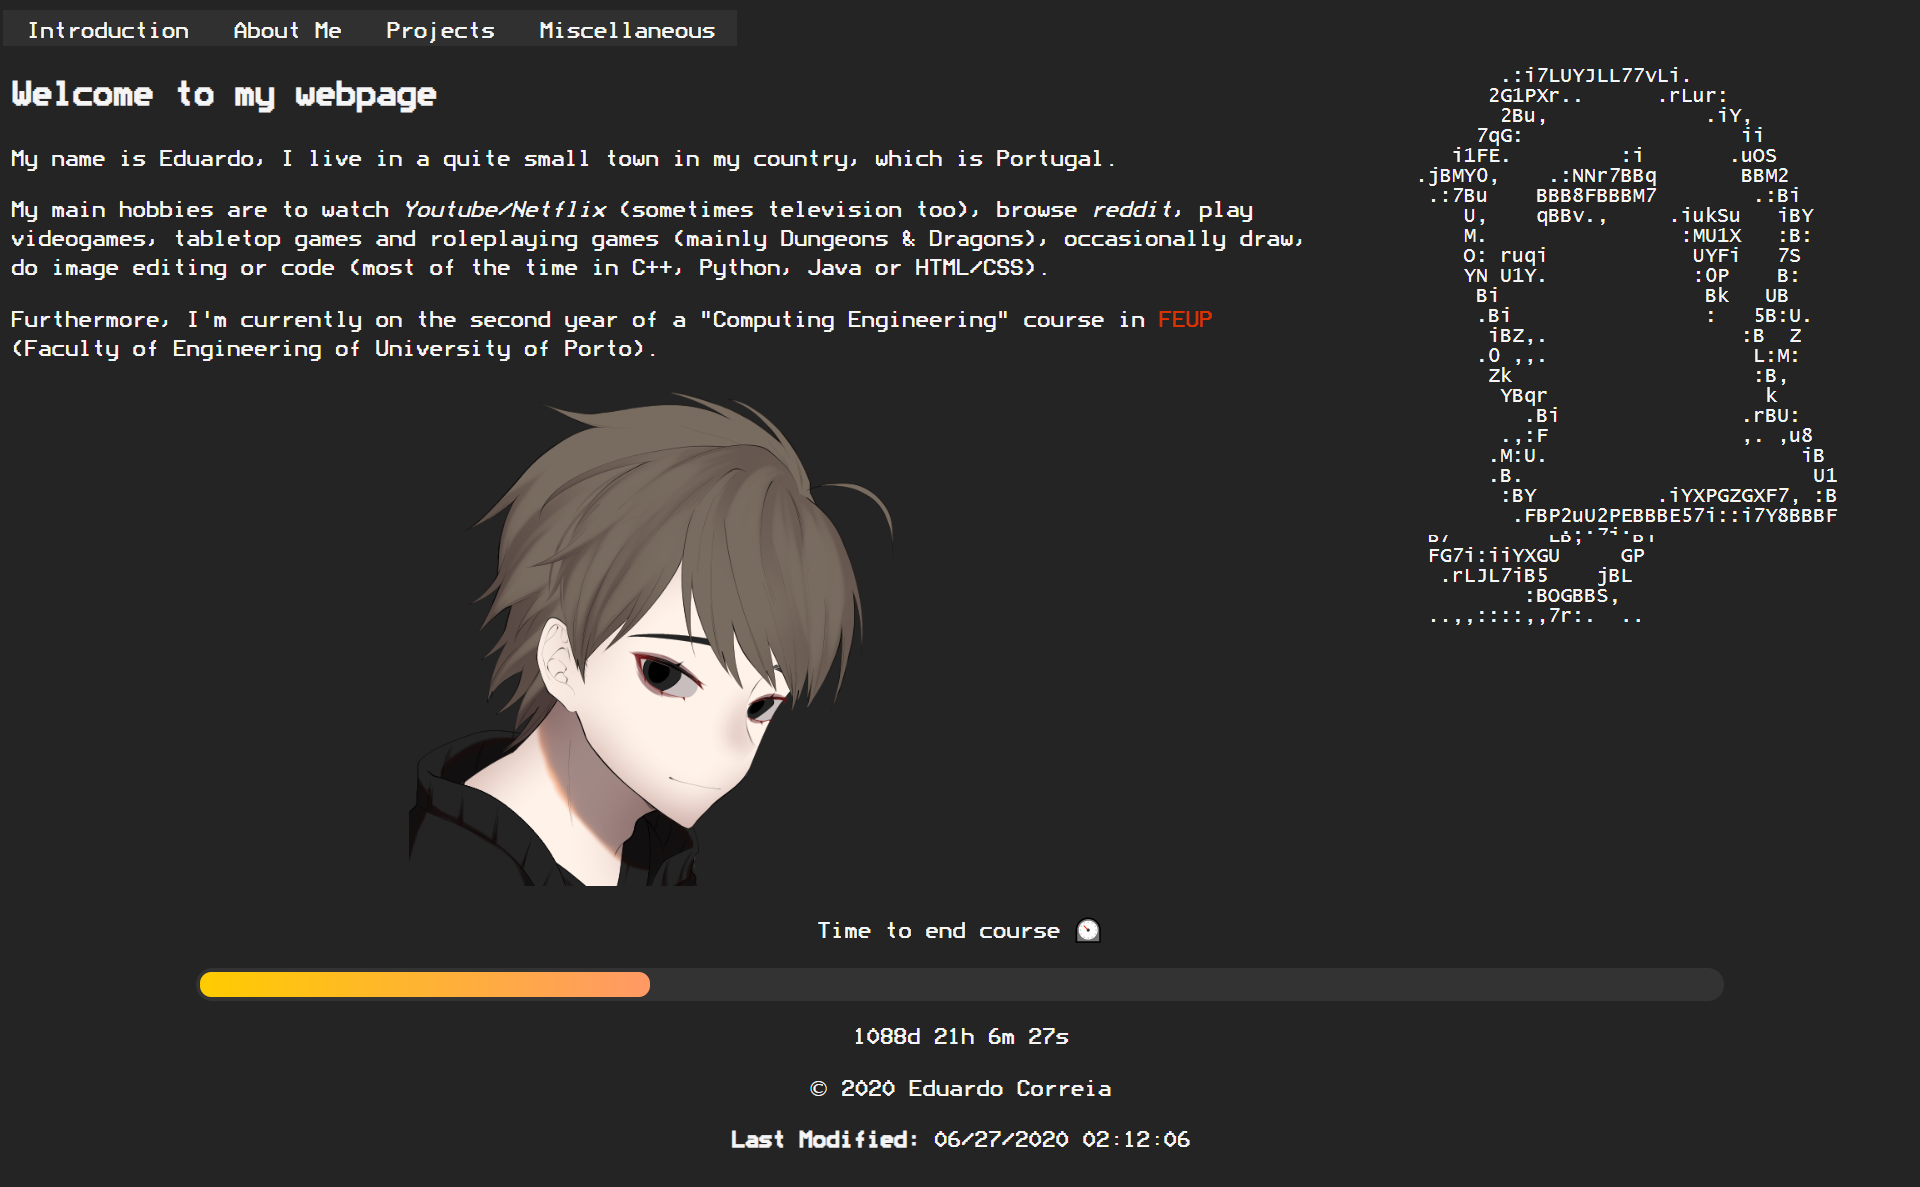 Introduction About Me Projects Miscellaneous
Welcome to my webpage
My name is Eduardo, I live in a quite small town in my country, which is Portugal.
My main hobbies are to watch Youtube/Netflix (sometimes television too), browse reddit, play
videogames, tabletop games and roleplaying games (mainly Dungeons & Dragons), occasionally draw,
do image editing or code (most of the time in C++, Python, Java or HTML/CSS).
Furthermore, I'm currently on the second year of a "Computing Engineering" course in FEUP
(Faculty of Engineering of University of Porto).
.:i7LUYJLL77vLi.
2G1PXr.. .rLur:
2Bu, .iY,
7qG: ii
i1FE. :i .uOS
.jBMYO, .:NNr7BBq BBM2
.:7Bu BBB8FBBBM7 .:Bi
U, qBBv., .iukSu iBY
M. :MU1X :B:
O: ruqi UYFi 7S
YN U1Y. :OP B:
Bi Bk UB
.Bi : 5B:U.
iBZ,. :B Z
.O ,,. L:M:
Zk :B,
YBqr k
.Bi .rBU:
.,:F ,. ,u8
.M:U. iB
.B. U1
:BY .iYXPGZGXF7, :B
.FBP2uU2PEBBBE57i::i7Y8BBBF
FG7i:iiYXGU GP
.rLJL7iB5 jBL
:BOGBBS,
..,,::::,,7r:. ..
Time to end course
1088d 21h 6m 27s
© 2020 Eduardo Correia
Last Modified: 06/27/2020 02:12:06